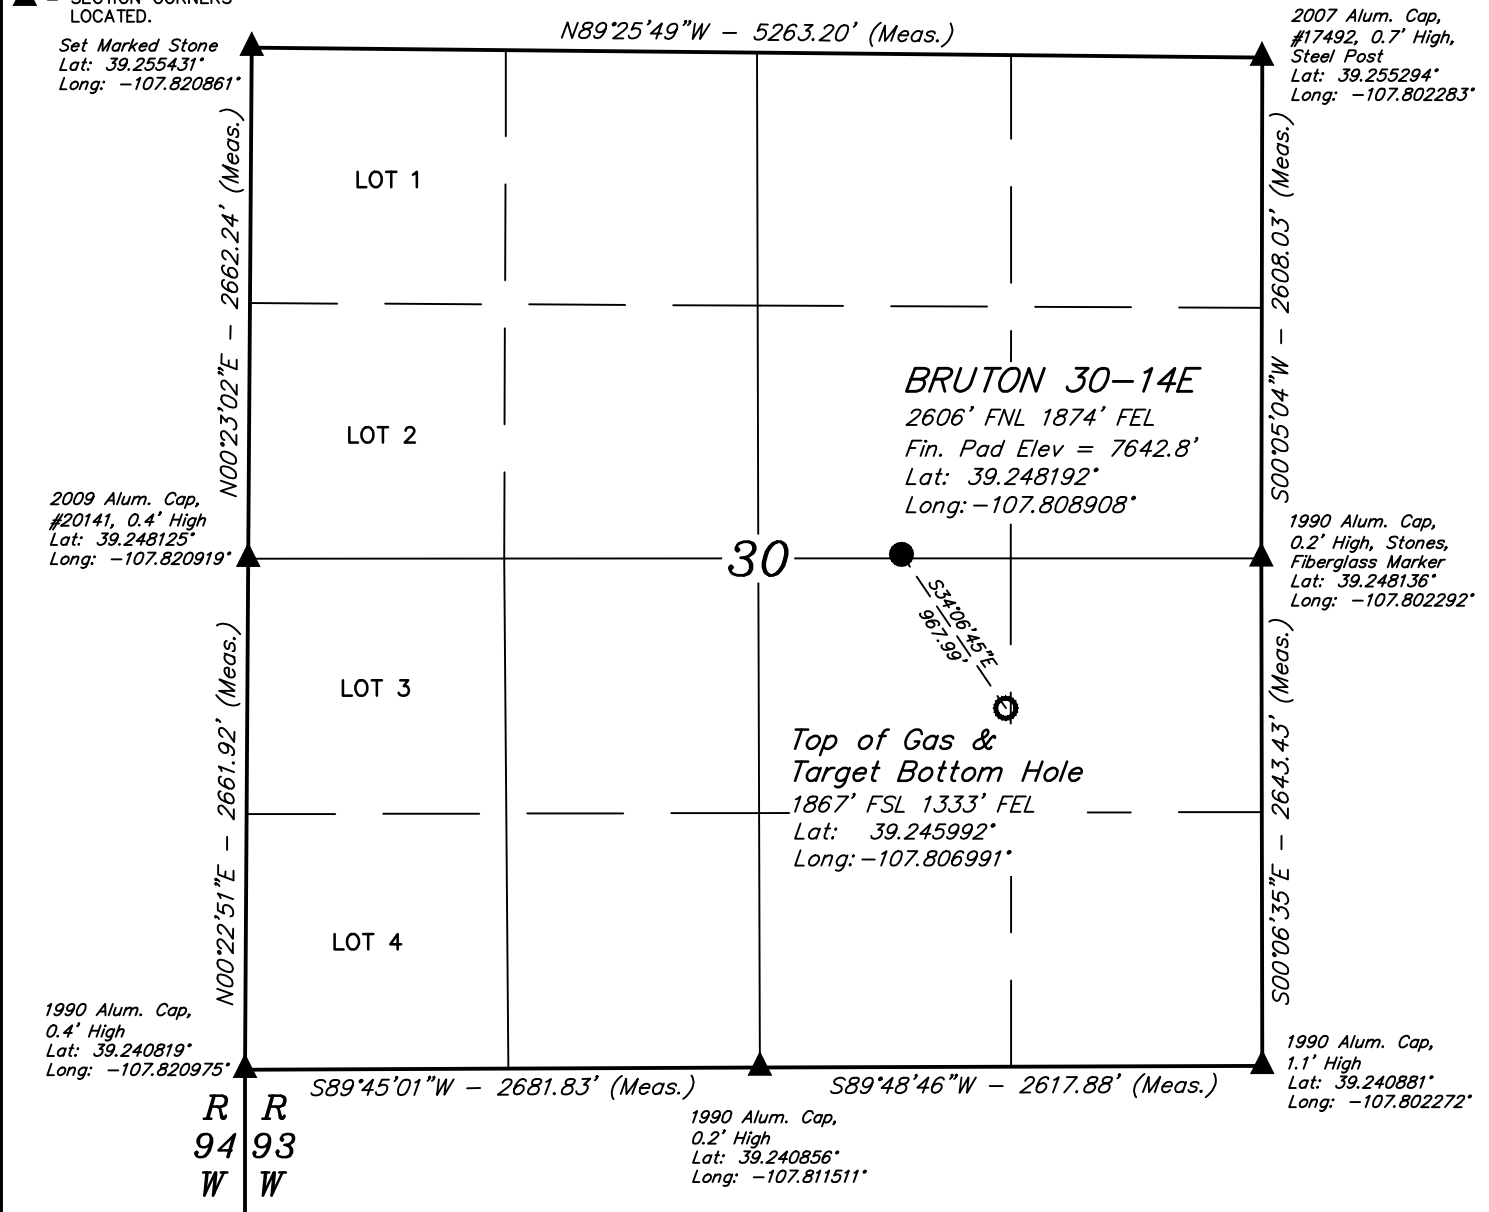 LOCATED.
N89°25'49"W - 5263.20' (Meas.)
Set Marked Stone
Lat: 39.255431°
Long: -107.820861°
2007 Alum. Cap,
#17492, 0.7' High,
Steel Post
Lat: 39.255294°
Long: -107.802283°
N00°23'02"E - 2662.24' (Meas.)
S00°05'04"W - 2608.03' (Meas.)
LOT 1
LOT 2
BRUTON 30-14E
2606' FNL 1874' FEL
Fin. Pad Elev = 7642.8'
Lat: 39.248192°
Long: -107.808908°
2009 Alum. Cap,
#20141, 0.4' High
Lat: 39.248125°
Long: -107.820919°
30
1990 Alum. Cap,
0.2' High, Stones,
Fiberglass Marker
Lat: 39.248136°
Long: -107.802292°
S34°06'45"E
967.99'
N00°22'51"E - 2661.92' (Meas.)
S00°06'35"E - 2643.43' (Meas.)
LOT 3
Top of Gas &
Target Bottom Hole
1867' FSL 1333' FEL
Lat: 39.245992°
Long: -107.806991°
LOT 4
1990 Alum. Cap,
0.4' High
Lat: 39.240819°
Long: -107.820975°
S89°45'01"W - 2681.83' (Meas.)
S89°48'46"W - 2617.88' (Meas.)
1990 Alum. Cap,
1.1' High
Lat: 39.240881°
Long: -107.802272°
1990 Alum. Cap,
0.2' High
Lat: 39.240856°
Long: -107.811511°
R R
94 93
W W